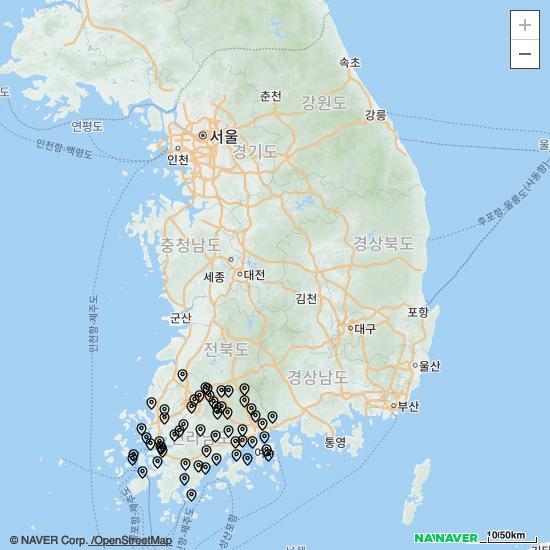 +
−
속초
춘천
강원도
강릉
연평도
서울
인천항-백령도
인천
경기도
후포항-울릉도(사동항)
충청남도
경상북도
세종
대전
김천
인천항-제주도
군산
포항
대구
전북도
울산
경상남도
부산
통영
목포항-제주도
© NAVER Corp. /OpenStreetMap
NAVER
10/50km